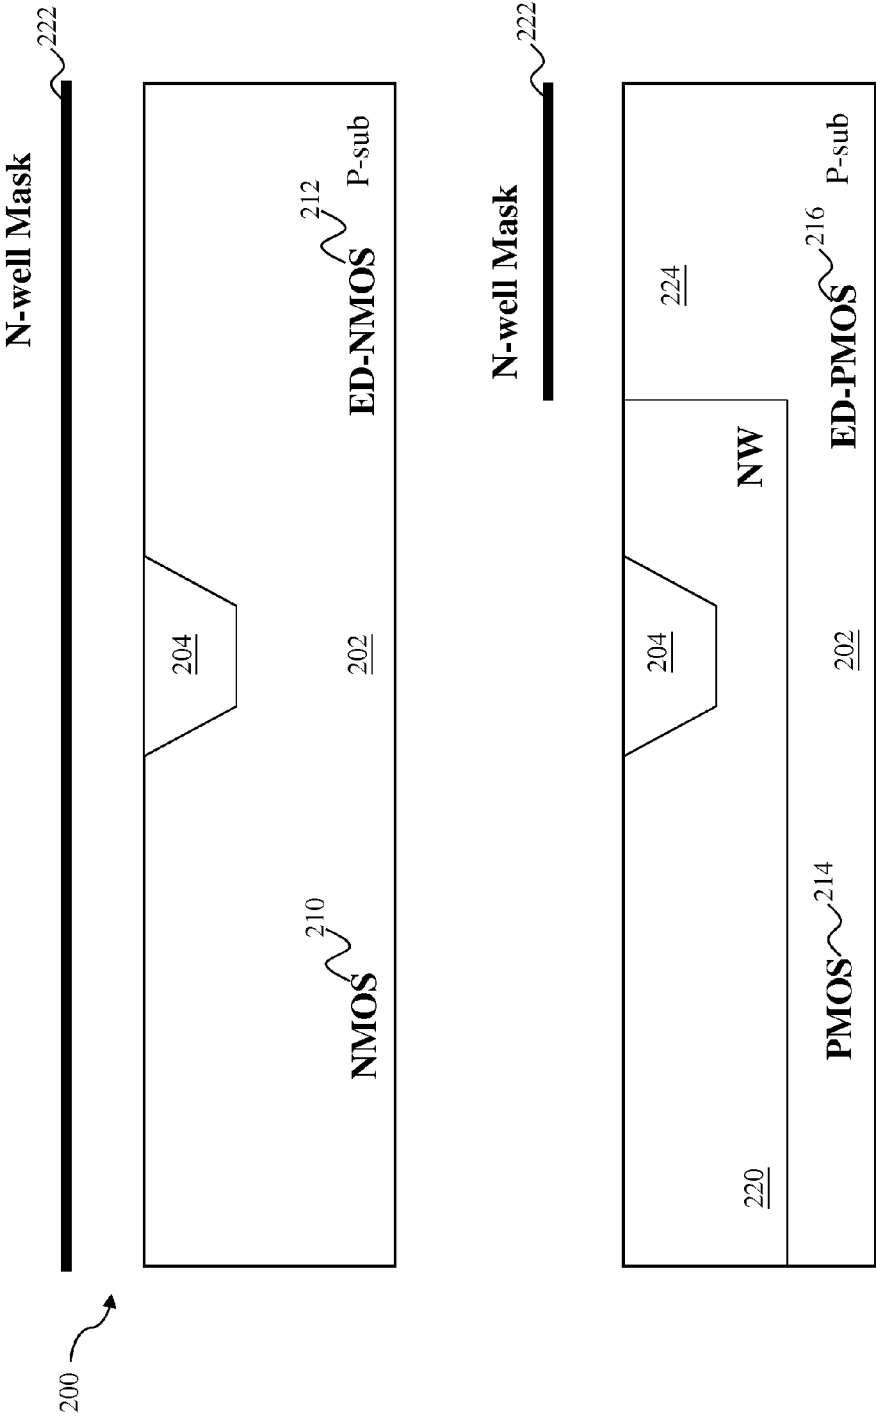 200
N-well Mask
222
204
202
NMOS
210
ED-NMOS
212
P-sub
N-well Mask
222
204
224
NW
220
202
PMOS
214
ED-PMOS
216
P-sub